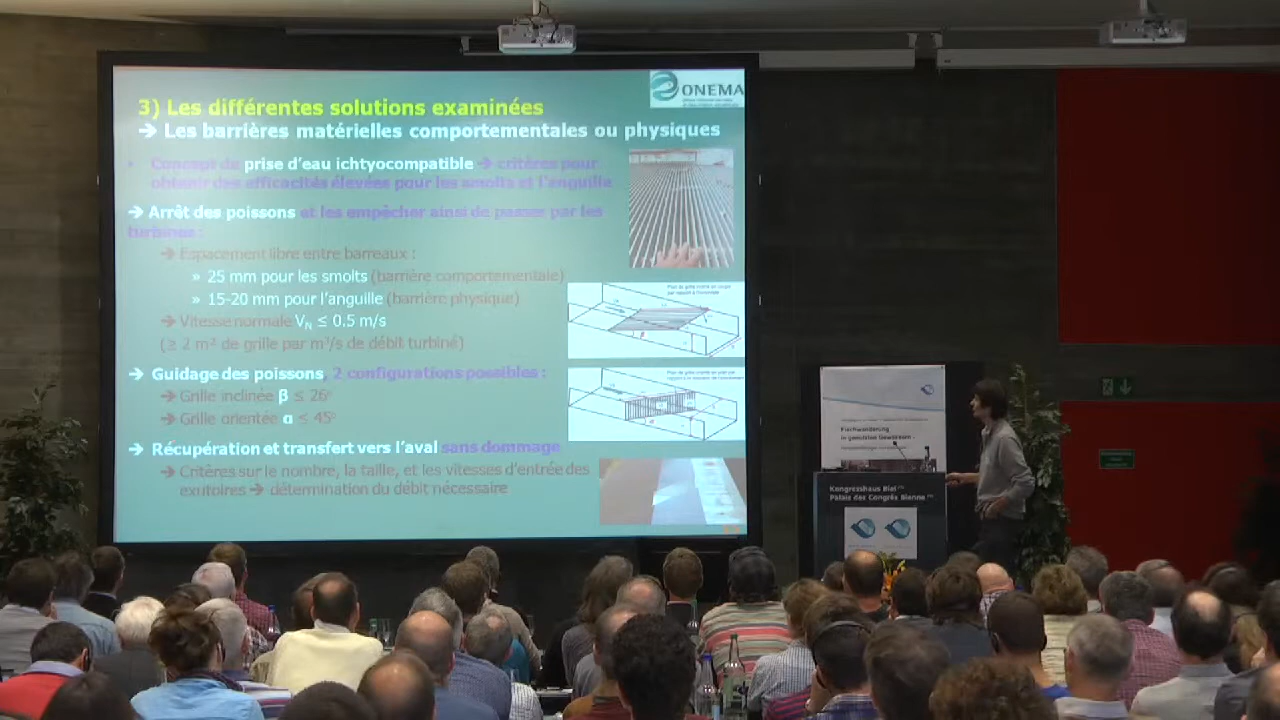 3) Les différentes solutions examinées
ONEMA
→ Les barrières matérielles comportementales ou physiques
• Concept de prise d'eau ichtyocompatible → critères pour
obtenir des efficacités élevées pour les smolts et l'anguille
→ Arrêt des poissons et les empêcher ainsi de passer par les
turbines :
→ Espacement libre entre barreaux :
» 25 mm pour les smolts (barrière comportementale)
» 15-20 mm pour l'anguille (barrière physique)
→ Vitesse normale VN ≤ 0.5 m/s
(≥ 2 m² de grille par m³/s de débit turbiné)
→ Guidage des poissons, 2 configurations possibles :
→ Grille inclinée β ≤ 26°
→ Grille orientée α ≤ 45°
→ Récupération et transfert vers l'aval sans dommage
→ Critères sur le nombre, la taille, et les vitesses d'entrée des
exutoires → détermination du débit nécessaire
Fischwanderung
in genutzten Gewässern
Kongresshaus Biel
Palais des Congrès Bienne